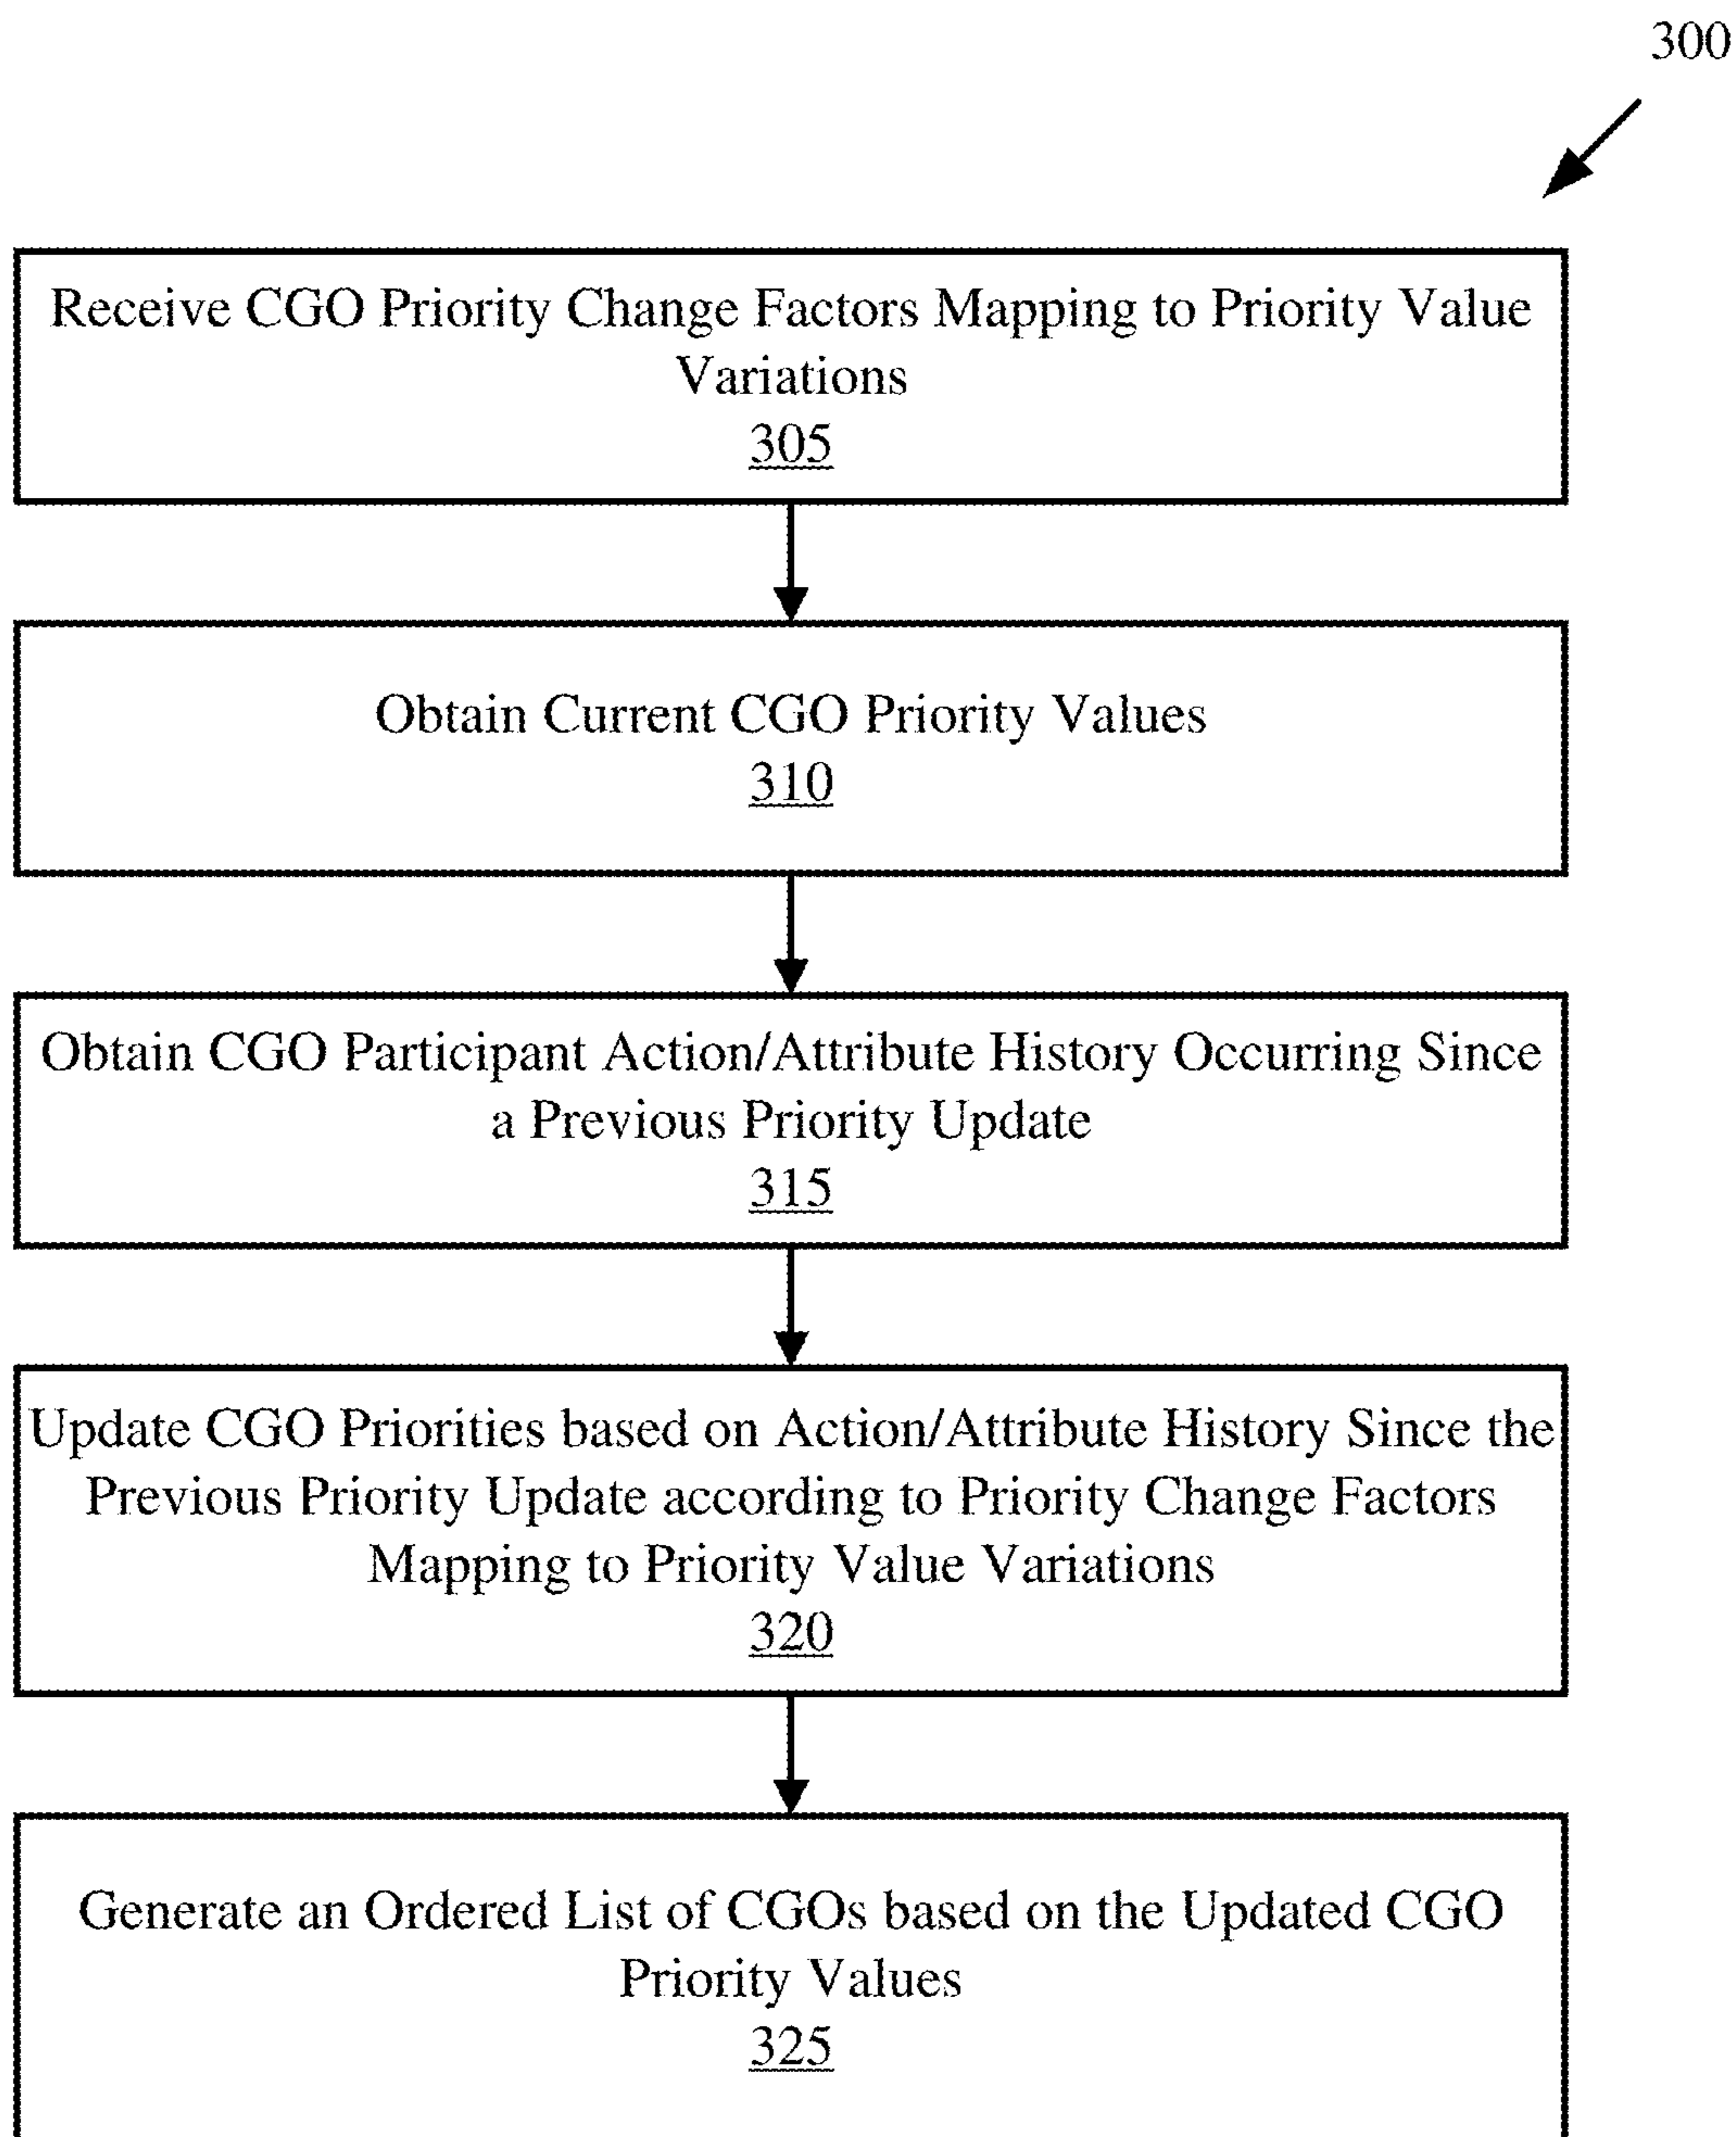 300
Receive CGO Priority Change Factors Mapping to Priority Value
Variations
305
Obtain Current CGO Priority Values
310
Obtain CGO Participant Action/Attribute History Occurring Since
a Previous Priority Update
315
Update CGO Priorities based on Action/Attribute History Since the
Previous Priority Update according to Priority Change Factors
Mapping to Priority Value Variations
320
Generate an Ordered List of CGOs based on the Updated CGO
Priority Values
325